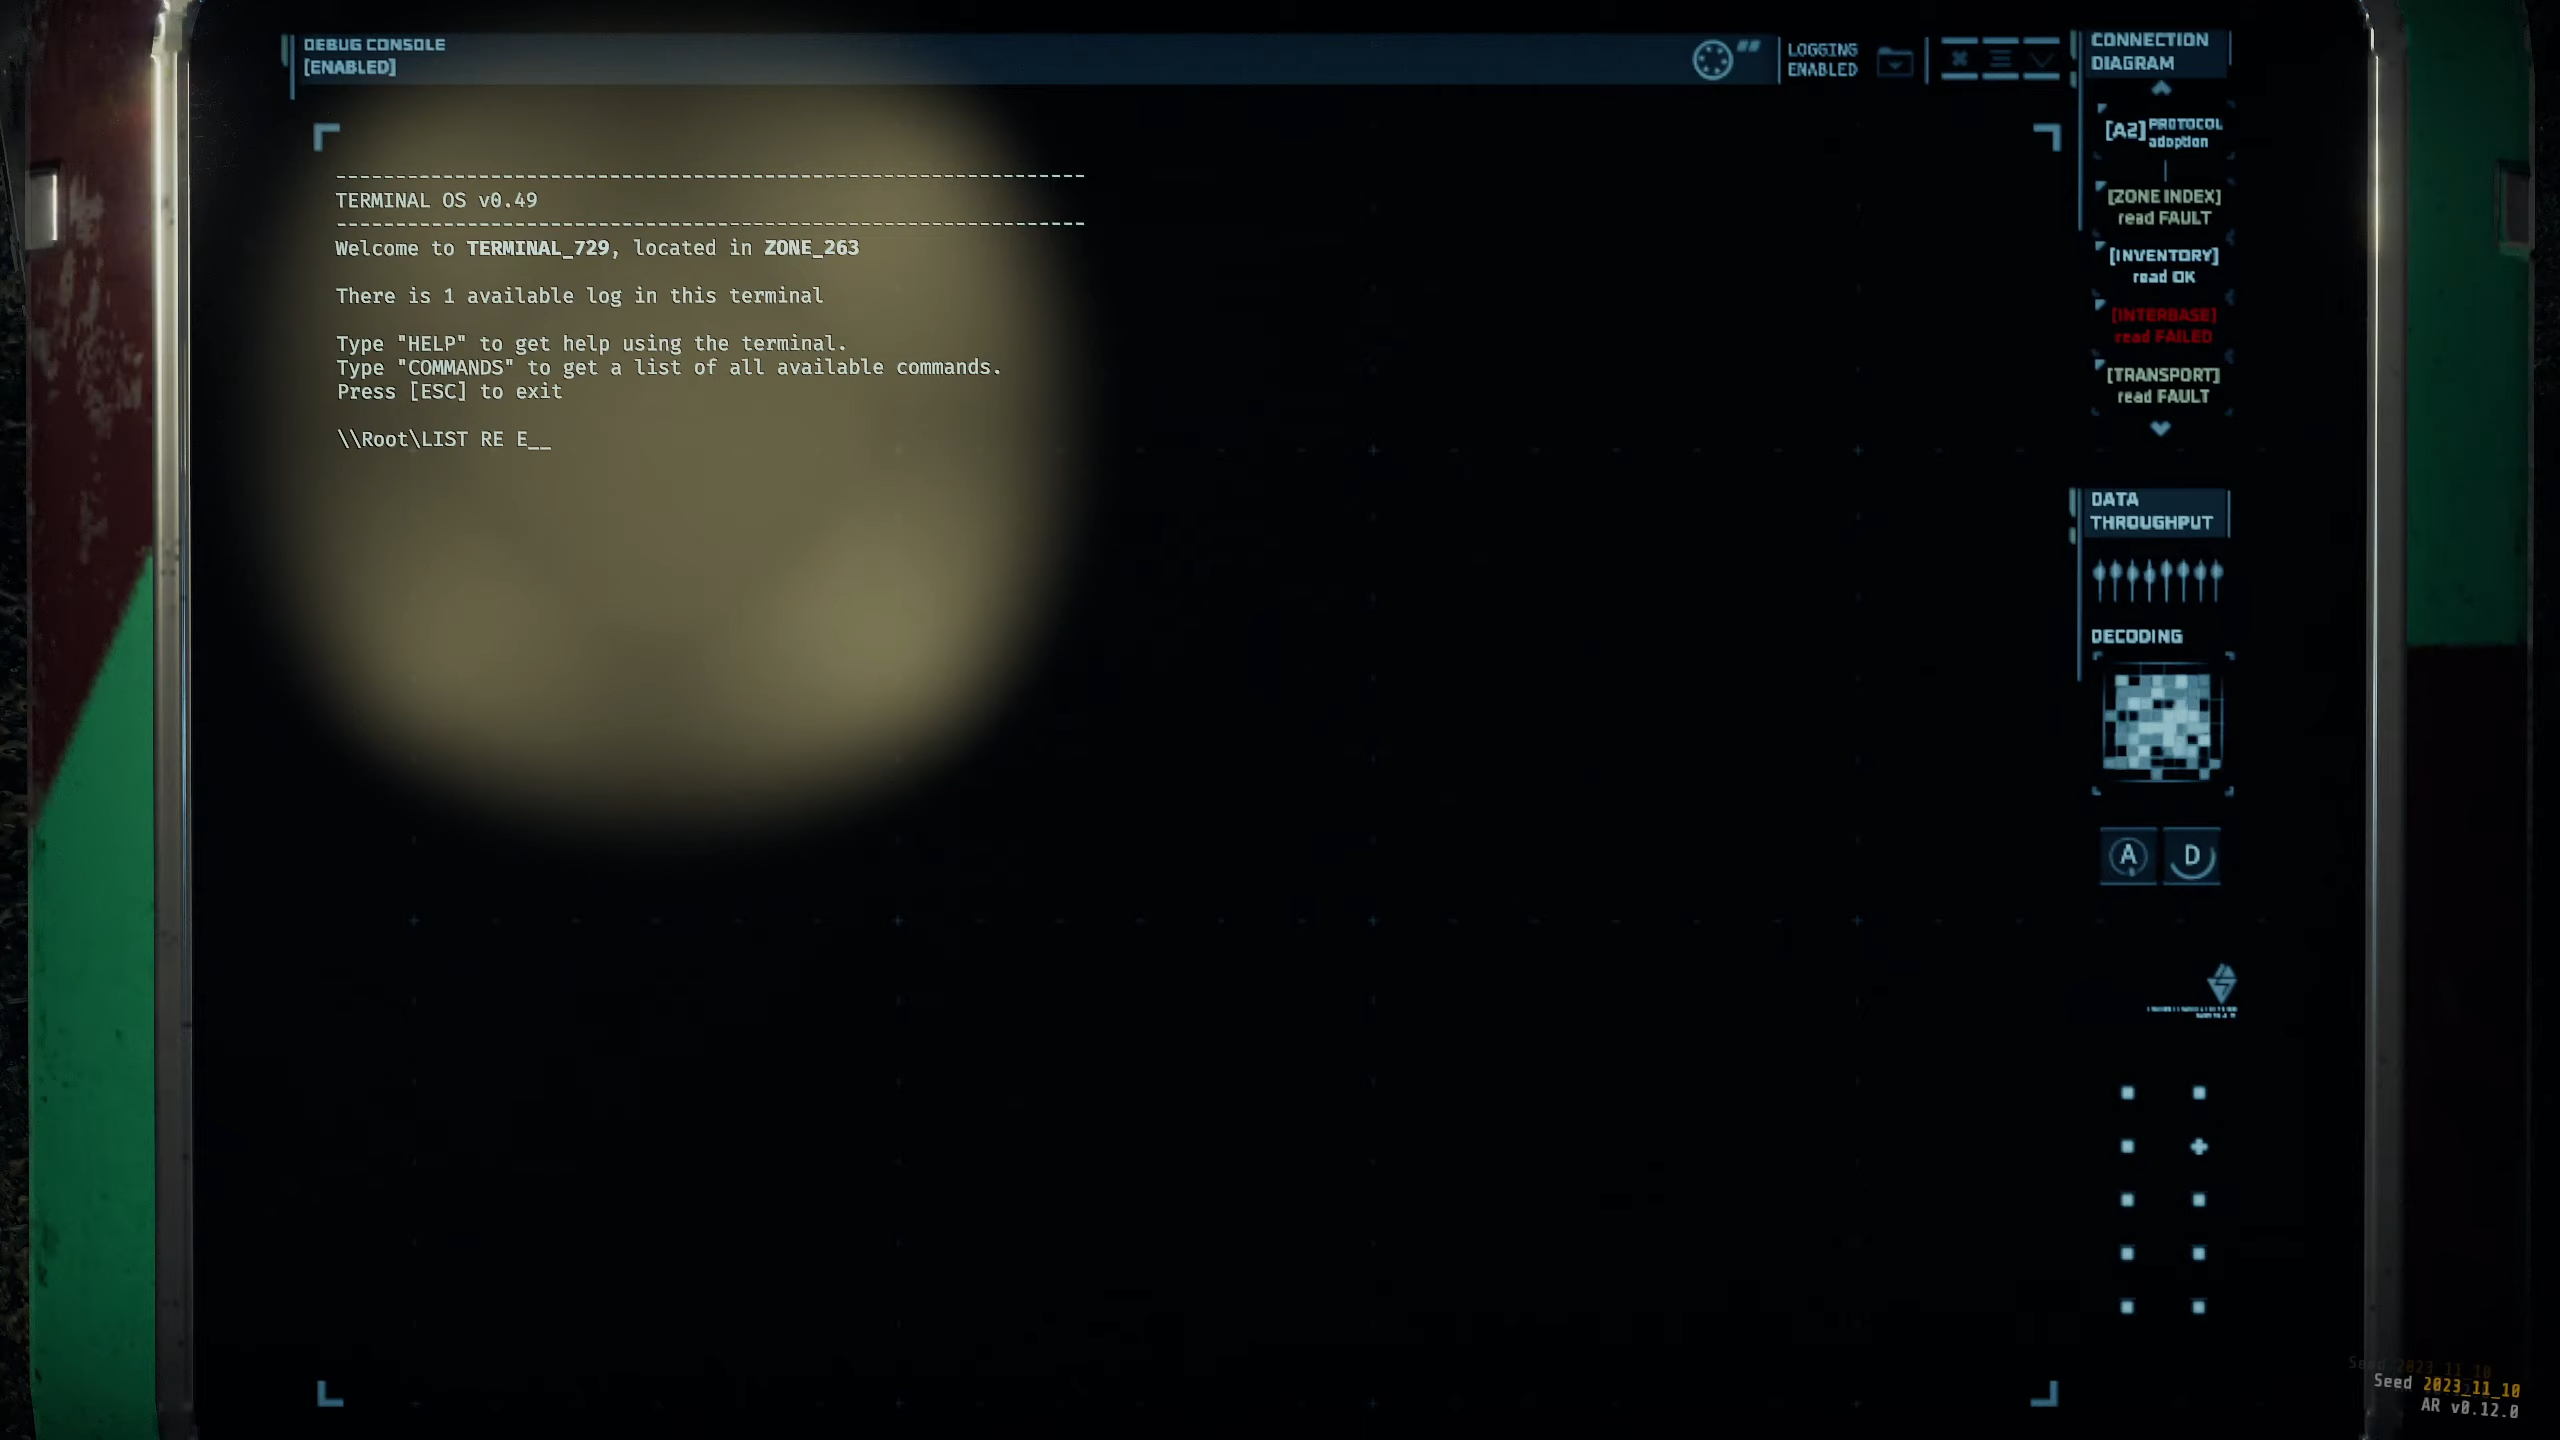 DEBUG CONSOLE
[ENABLED]
LOGGING
ENABLED
CONNECTION
DIAGRAM
[A2] PROTOCOL
adoption
[ZONE INDEX]
read FAULT
[INVENTORY]
read OK
[INTERBASE]
read FAILED
[TRANSPORT]
read FAULT
DATA
THROUGHPUT
DECODING
A D
---------------------------------------------------------------
TERMINAL OS v0.49
---------------------------------------------------------------
Welcome to TERMINAL_729, located in ZONE_263
There is 1 available log in this terminal
Type "HELP" to get help using the terminal.
Type "COMMANDS" to get a list of all available commands.
Press [ESC] to exit
\\Root\LIST RE E__
Seed 2023_11_10
Seed 2023_11_10
AR v0.12.0